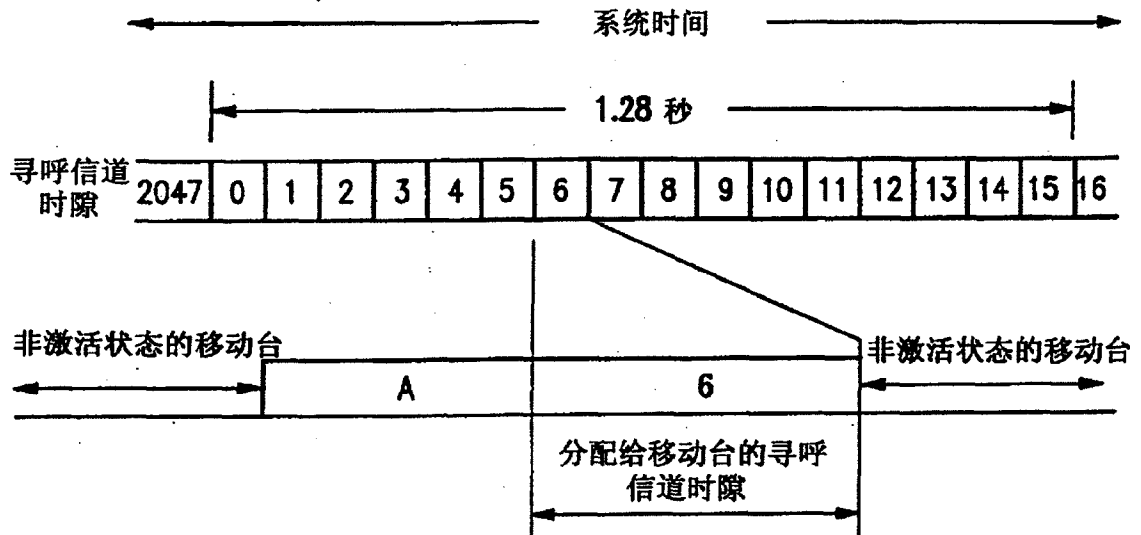 系统时间
1.28 秒
寻呼信道
时隙
2047 0 1 2 3 4 5 6 7 8 9 10 11 12 13 14 15 16
非激活状态的移动台
非激活状态的移动台
A 6
分配给移动台的寻呼
信道时隙